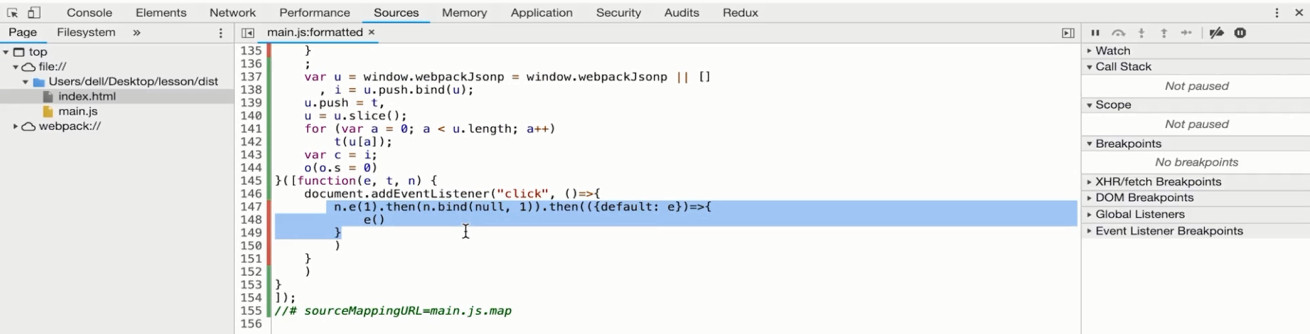 Console Elements Network Performance Sources Memory Application Security Audits Redux
Page Filesystem »
main.js:formatted ×
top
file://
Users/dell/Desktop/lesson/dist
index.html
main.js
webpack://
135 }
136 ;
137 var u = window.webpackJsonp = window.webpackJsonp || []
138 , i = u.push.bind(u);
139 u.push = t,
140 u = u.slice();
141 for (var a = 0; a < u.length; a++)
142 t(u[a]);
143 var c = i;
144 o(o.s = 0)
145 }([function(e, t, n) {
146 document.addEventListener("click", ()=>{
147 n.e(1).then(n.bind(null, 1)).then(({default: e})=>{
148 e()
149 }
150 )
151 }
152 )
153 }
154 ]);
155 //# sourceMappingURL=main.js.map
156
Watch
Call Stack
Not paused
Scope
Not paused
Breakpoints
No breakpoints
XHR/fetch Breakpoints
DOM Breakpoints
Global Listeners
Event Listener Breakpoints